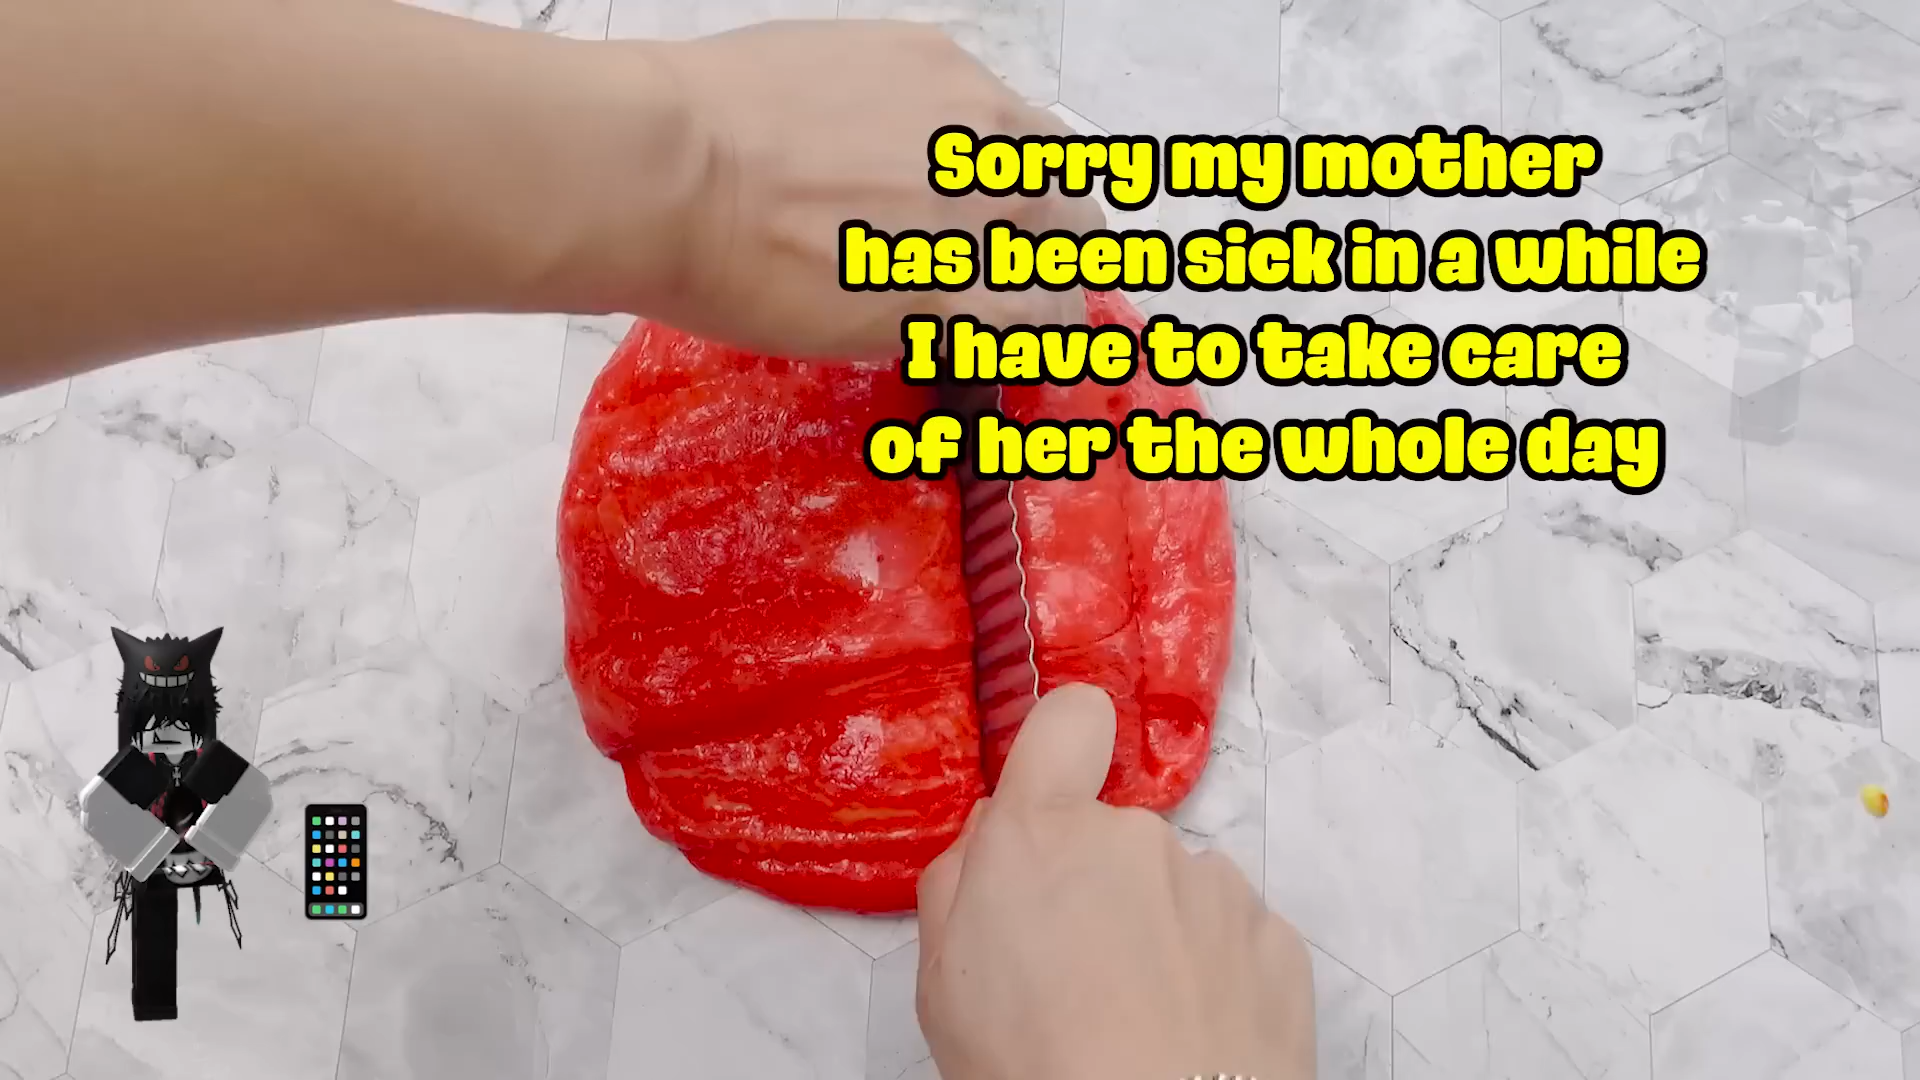 Sorry my mother
has been sick in a while
I have to take care
of her the whole day